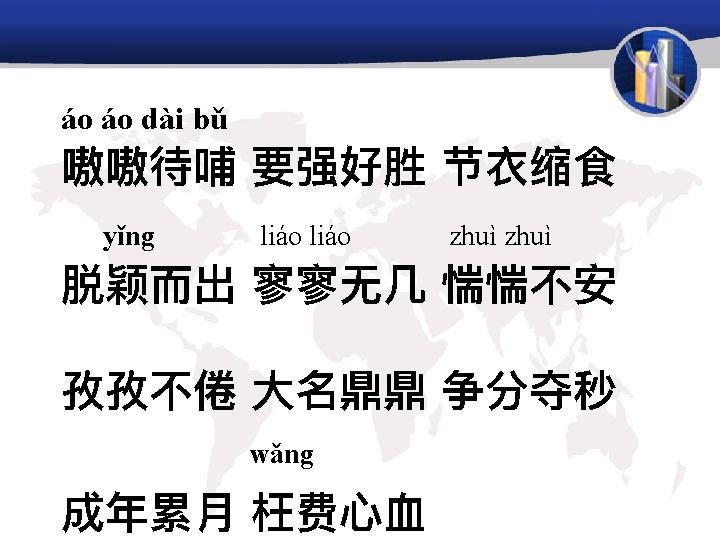 áo áo dài bǔ
嗷嗷待哺 要强好胜 节衣缩食
yǐng liáo liáo zhuì zhuì
脱颖而出 寥寥无几 惴惴不安
孜孜不倦 大名鼎鼎 争分夺秒
wǎng
成年累月 枉费心血